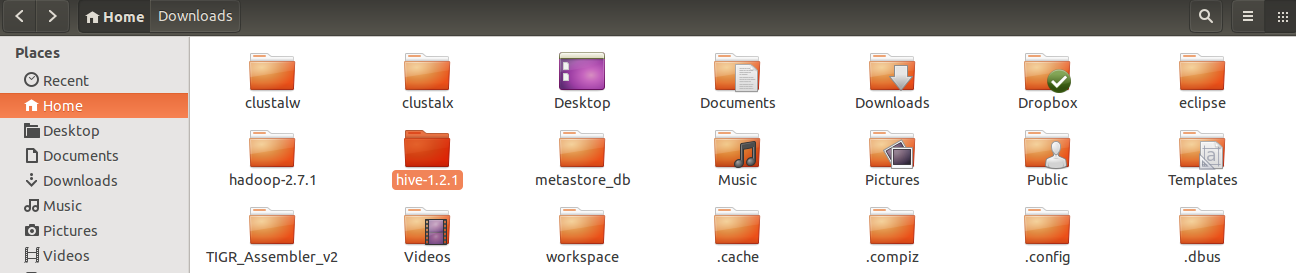 Home Downloads
Places
Recent
Home
Desktop
Documents
Downloads
Music
Pictures
Videos
clustalw clustalx Desktop Documents Downloads Dropbox eclipse
hadoop-2.7.1 hive-1.2.1 metastore_db Music Pictures Public Templates
TIGR_Assembler_v2 Videos workspace .cache .compiz .config .dbus